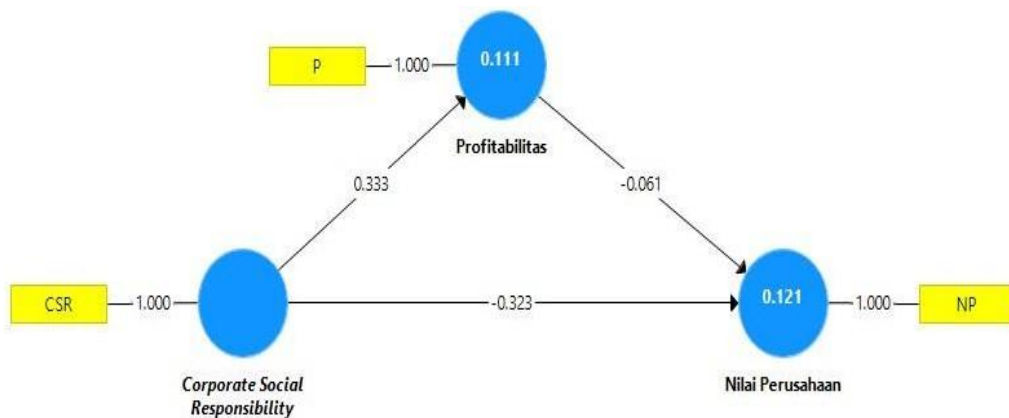 P
1.000
0.111
Profitabilitas
0.333
-0.061
CSR
1.000
-0.323
0.121
1.000
NP
Corporate Social
Responsibility
Nilai Perusahaan